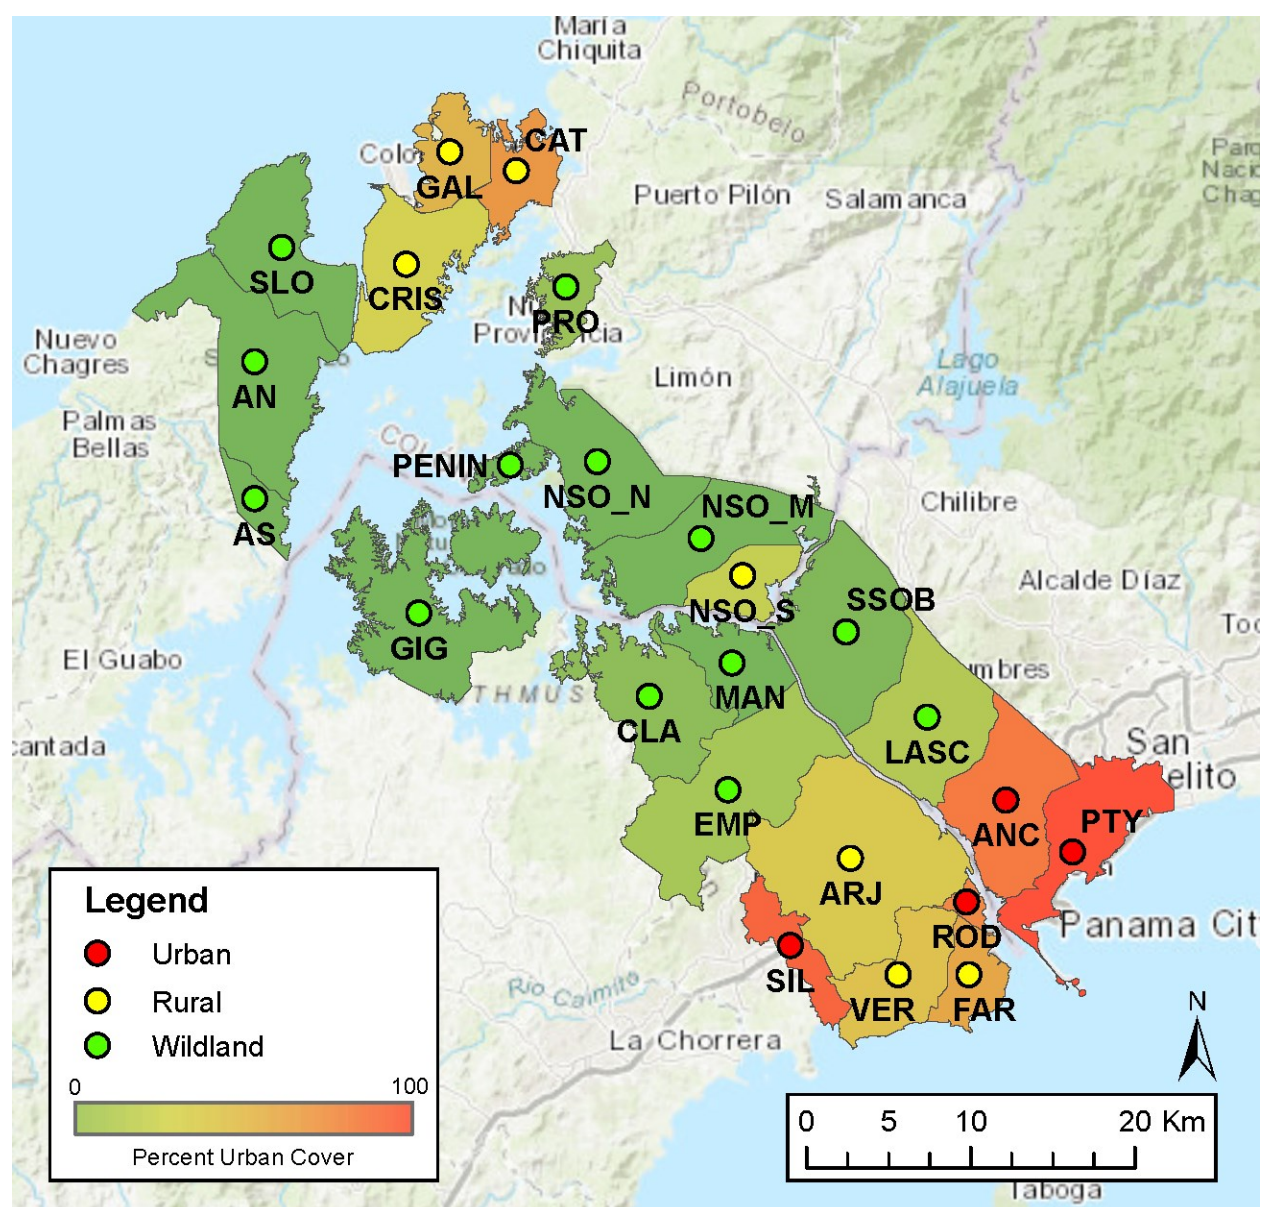 María
Chiquita
Portobelo
CAT
GAL
Puerto Pilón
Salamanca
SLO
CRIS
PRO
Nuevo
Chagres
Limón
Lago
Alajuela
AN
Palmas
Bellas
PENIN
NSO_N
NSO_M
Chilibre
AS
Alcalde Díaz
NSO_S
SSOB
GIG
El Guabo
THMUS
MAN
CLA
LASC
San
EMP
ANC
PTY
ARJ
ROD
Panama Cit
SIL
VER
FAR
Rio Caimito
La Chorrera
Taboga
Legend
Urban
Rural
Wildland
0 100
Percent Urban Cover
N
0 5 10 20 Km